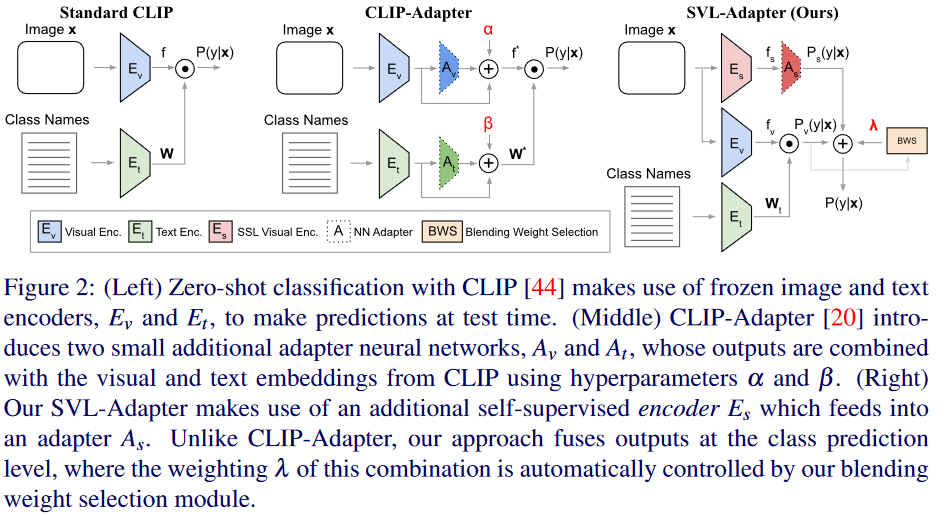 Standard CLIP
Image x
E_v
f
P(y|x)
Class Names
E_t
W
CLIP-Adapter
Image x
E_v
A_v
α
f*
P(y|x)
Class Names
E_t
A_t
β
W*
SVL-Adapter (Ours)
Image x
E_s
f_s
A_s
P_s(y|x)
E_v
f_v
P_v(y|x)
λ
BWS
Class Names
E_t
W_t
P(y|x)
E_v Visual Enc. E_t Text Enc. E_s SSL Visual Enc. A NN Adapter BWS Blending Weight Selection
Figure 2: (Left) Zero-shot classification with CLIP [44] makes use of frozen image and text
encoders, E_v and E_t, to make predictions at test time. (Middle) CLIP-Adapter [20] intro-
duces two small additional adapter neural networks, A_v and A_t, whose outputs are combined
with the visual and text embeddings from CLIP using hyperparameters α and β. (Right)
Our SVL-Adapter makes use of an additional self-supervised encoder E_s which feeds into
an adapter A_s. Unlike CLIP-Adapter, our approach fuses outputs at the class prediction
level, where the weighting λ of this combination is automatically controlled by our blending
weight selection module.